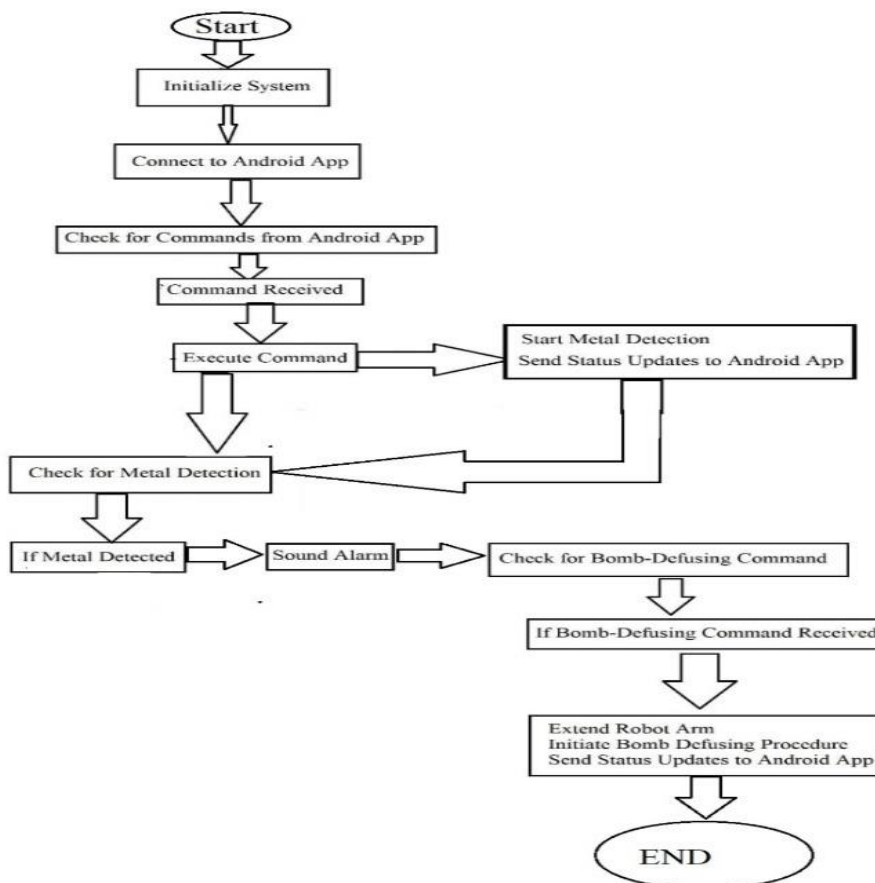 Start
Initialize System
Connect to Android App
Check for Commands from Android App
Command Received
Execute Command
Start Metal Detection
Send Status Updates to Android App
Check for Metal Detection
If Metal Detected
Sound Alarm
Check for Bomb-Defusing Command
If Bomb-Defusing Command Received
Extend Robot Arm
Initiate Bomb Defusing Procedure
Send Status Updates to Android App
END